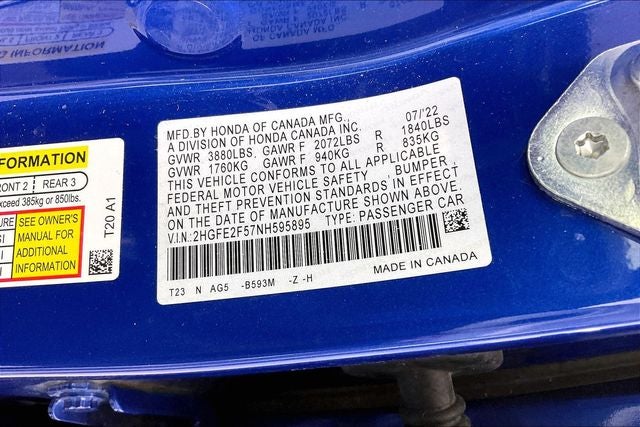 MFD.BY HONDA OF CANADA MFG., 07/'22
A DIVISION OF HONDA CANADA INC.
GVWR 3880LBS. GAWR F 2072LBS R 1840LBS
GVWR 1760KG GAWR F 940KG R 835KG
THIS VEHICLE CONFORMS TO ALL APPLICABLE
FEDERAL MOTOR VEHICLE SAFETY, BUMPER,
AND THEFT PREVENTION STANDARDS IN EFFECT
ON THE DATE OF MANUFACTURE SHOWN ABOVE.
V.I.N.:2HGFE2F57NH595895 TYPE: PASSENGER CAR
T23 N AG5 -B593M -Z -H MADE IN CANADA
INFORMATION
2 REAR 3
385kg or 850lbs.
SEE OWNER'S
MANUAL FOR
ADDITIONAL
INFORMATION
T20 A1